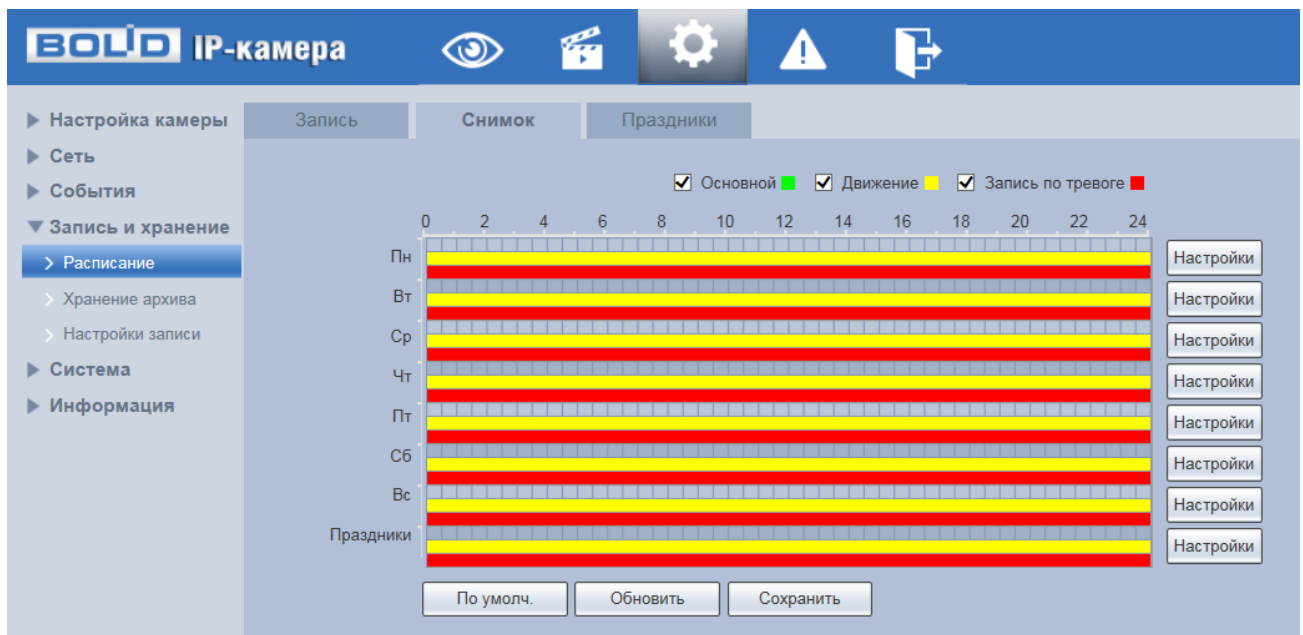 BOLID IP-камера
Настройка камеры
Сеть
События
Запись и хранение
Расписание
Хранение архива
Настройки записи
Система
Информация
Запись Снимок Праздники
Основной Движение Запись по тревоге
0 2 4 6 8 10 12 14 16 18 20 22 24
Пн Настройки
Вт Настройки
Ср Настройки
Чт Настройки
Пт Настройки
Сб Настройки
Вс Настройки
Праздники Настройки
По умолч. Обновить Сохранить